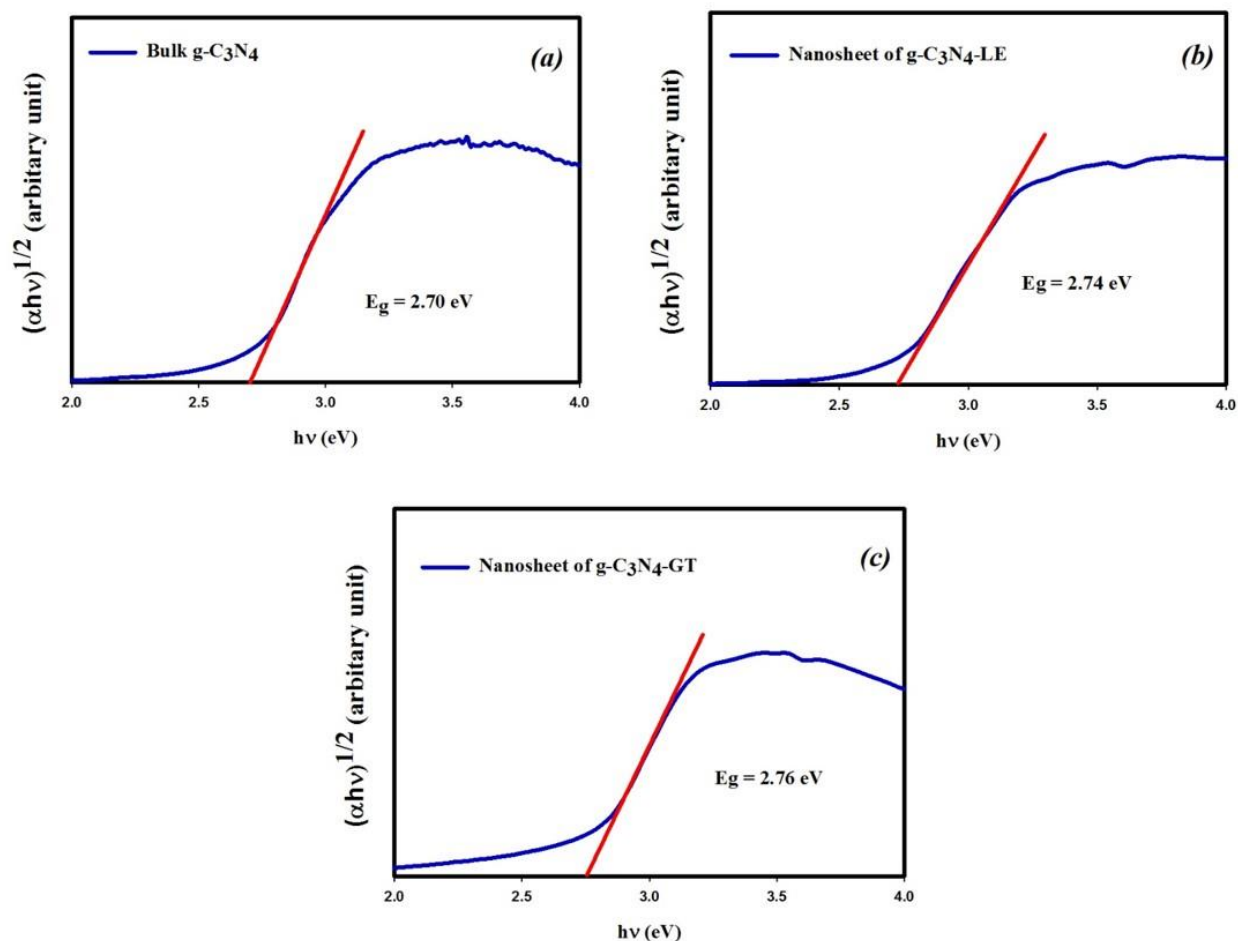 Bulk g-C3N4
(a)
(αhν)1/2 (arbitary unit)
Eg = 2.70 eV
2.0 2.5 3.0 3.5 4.0
hν (eV)
Nanosheet of g-C3N4-LE
(b)
(αhν)1/2 (arbitary unit)
Eg = 2.74 eV
2.0 2.5 3.0 3.5 4.0
hν (eV)
Nanosheet of g-C3N4-GT
(c)
(αhν)1/2 (arbitary unit)
Eg = 2.76 eV
2.0 2.5 3.0 3.5 4.0
hν (eV)